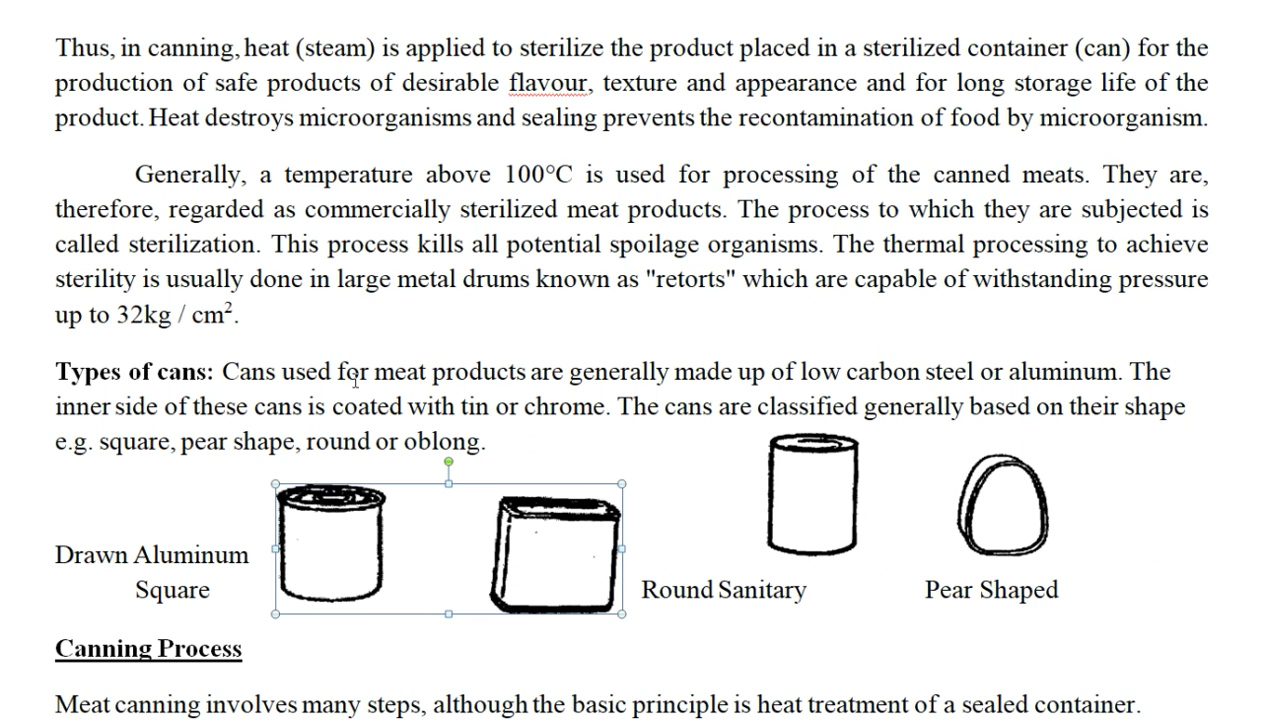 Thus, in canning, heat (steam) is applied to sterilize the product placed in a sterilized container (can) for the
production of safe products of desirable flavour, texture and appearance and for long storage life of the
product. Heat destroys microorganisms and sealing prevents the recontamination of food by microorganism.
Generally, a temperature above 100°C is used for processing of the canned meats. They are,
therefore, regarded as commercially sterilized meat products. The process to which they are subjected is
called sterilization. This process kills all potential spoilage organisms. The thermal processing to achieve
sterility is usually done in large metal drums known as "retorts" which are capable of withstanding pressure
up to 32kg / cm².
Types of cans: Cans used for meat products are generally made up of low carbon steel or aluminum. The
inner side of these cans is coated with tin or chrome. The cans are classified generally based on their shape
e.g. square, pear shape, round or oblong.
Drawn Aluminum
Square Round Sanitary Pear Shaped
Canning Process
Meat canning involves many steps, although the basic principle is heat treatment of a sealed container.